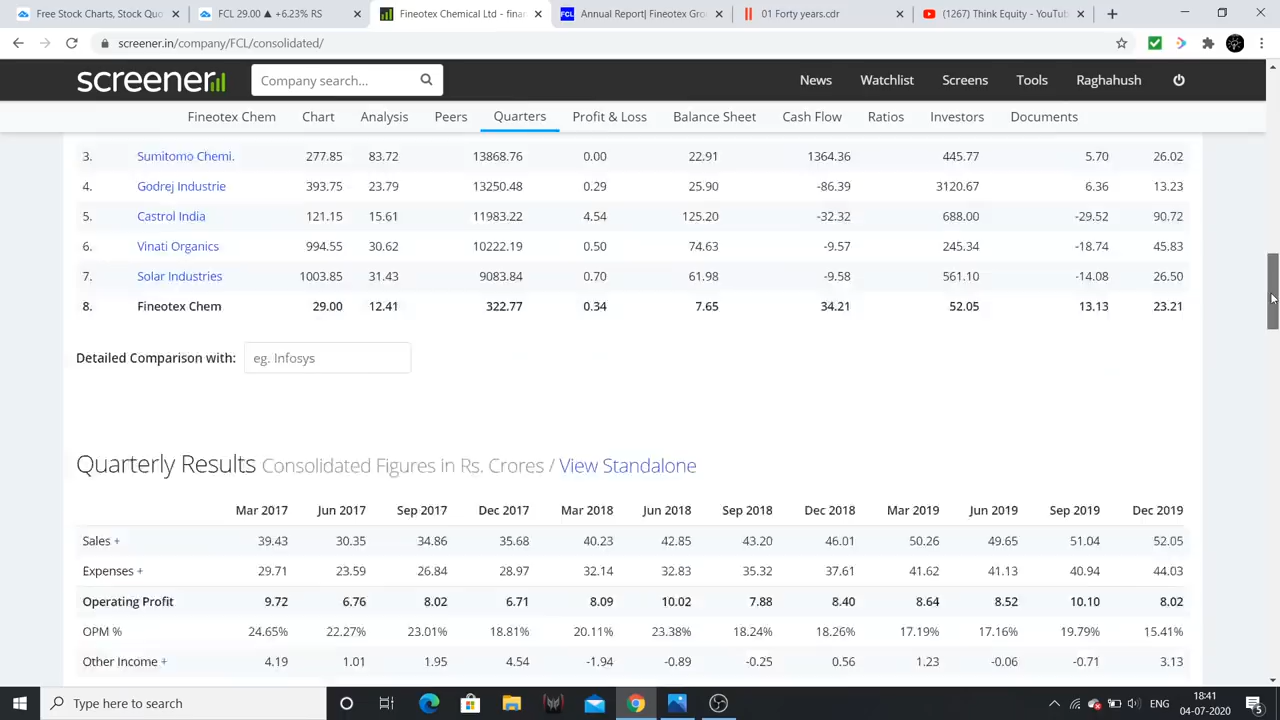 Free Stock Charts, Stock Quo
FCL 29.00 ▲ +6.23% RS
Fineotex Chemical Ltd - finan
Annual Report| Fineotex Gro
01 Forty years.cdr
(1267) Think Equity - YouTub
screener.in/company/FCL/consolidated/
screener
Company search...
News Watchlist Screens Tools Raghahush
Fineotex Chem Chart Analysis Peers Quarters Profit & Loss Balance Sheet Cash Flow Ratios Investors Documents
3. Sumitomo Chemi. 277.85 83.72 13868.76 0.00 22.91 1364.36 445.77 5.70 26.02
4. Godrej Industrie 393.75 23.79 13250.48 0.29 25.90 -86.39 3120.67 6.36 13.23
5. Castrol India 121.15 15.61 11983.22 4.54 125.20 -32.32 688.00 -29.52 90.72
6. Vinati Organics 994.55 30.62 10222.19 0.50 74.63 -9.57 245.34 -18.74 45.83
7. Solar Industries 1003.85 31.43 9083.84 0.70 61.98 -9.58 561.10 -14.08 26.50
8. Fineotex Chem 29.00 12.41 322.77 0.34 7.65 34.21 52.05 13.13 23.21
Detailed Comparison with: eg. Infosys
Quarterly Results Consolidated Figures in Rs. Crores / View Standalone
Mar 2017 Jun 2017 Sep 2017 Dec 2017 Mar 2018 Jun 2018 Sep 2018 Dec 2018 Mar 2019 Jun 2019 Sep 2019 Dec 2019
Sales + 39.43 30.35 34.86 35.68 40.23 42.85 43.20 46.01 50.26 49.65 51.04 52.05
Expenses + 29.71 23.59 26.84 28.97 32.14 32.83 35.32 37.61 41.62 41.13 40.94 44.03
Operating Profit 9.72 6.76 8.02 6.71 8.09 10.02 7.88 8.40 8.64 8.52 10.10 8.02
OPM % 24.65% 22.27% 23.01% 18.81% 20.11% 23.38% 18.24% 18.26% 17.19% 17.16% 19.79% 15.41%
Other Income + 4.19 1.01 1.95 4.54 -1.94 -0.89 -0.25 0.56 1.23 -0.06 -0.71 3.13
Type here to search
ENG
18:41
04-07-2020
5